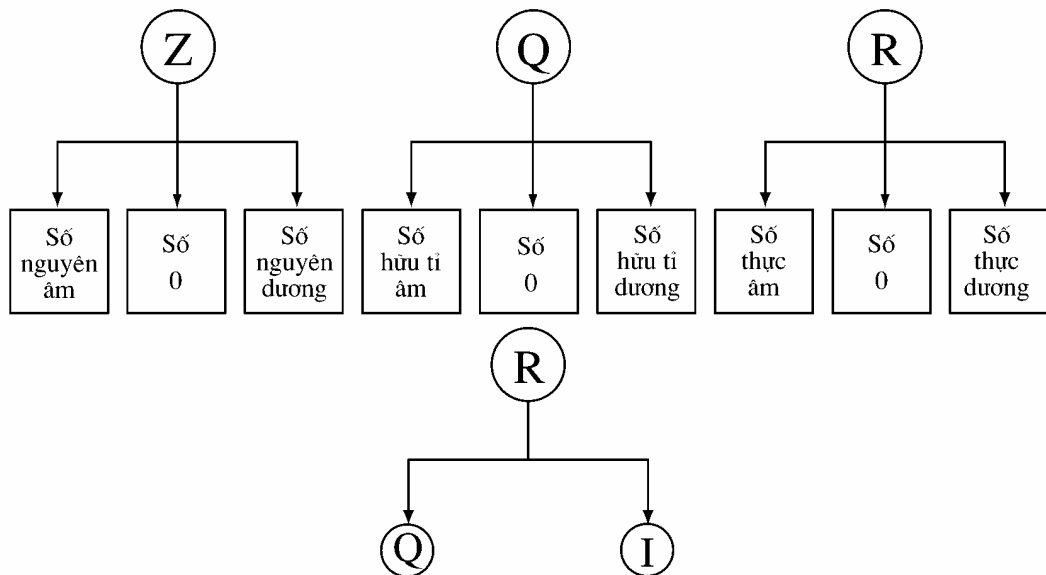 Z
Q
R
Số
nguyên
âm
Số
0
Số
nguyên
dương
Số
hữu tỉ
âm
Số
0
Số
hữu tỉ
dương
Số
thực
âm
Số
0
Số
thực
dương
R
Q
I